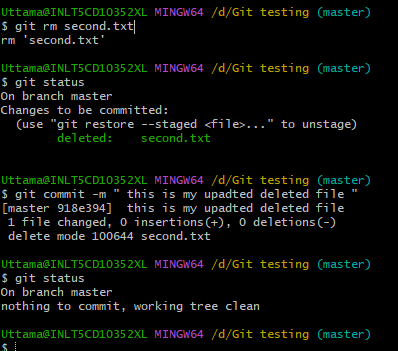 Uttama@INLT5CD10352XL MINGW64 /d/Git testing (master)
$ git rm second.txt
rm 'second.txt'
Uttama@INLT5CD10352XL MINGW64 /d/Git testing (master)
$ git status
On branch master
Changes to be committed:
  (use "git restore --staged <file>..." to unstage)
        deleted:    second.txt
Uttama@INLT5CD10352XL MINGW64 /d/Git testing (master)
$ git commit -m " this is my upadted deleted file "
[master 918e394]  this is my upadted deleted file
 1 file changed, 0 insertions(+), 0 deletions(-)
 delete mode 100644 second.txt
Uttama@INLT5CD10352XL MINGW64 /d/Git testing (master)
$ git status
On branch master
nothing to commit, working tree clean
Uttama@INLT5CD10352XL MINGW64 /d/Git testing (master)
$